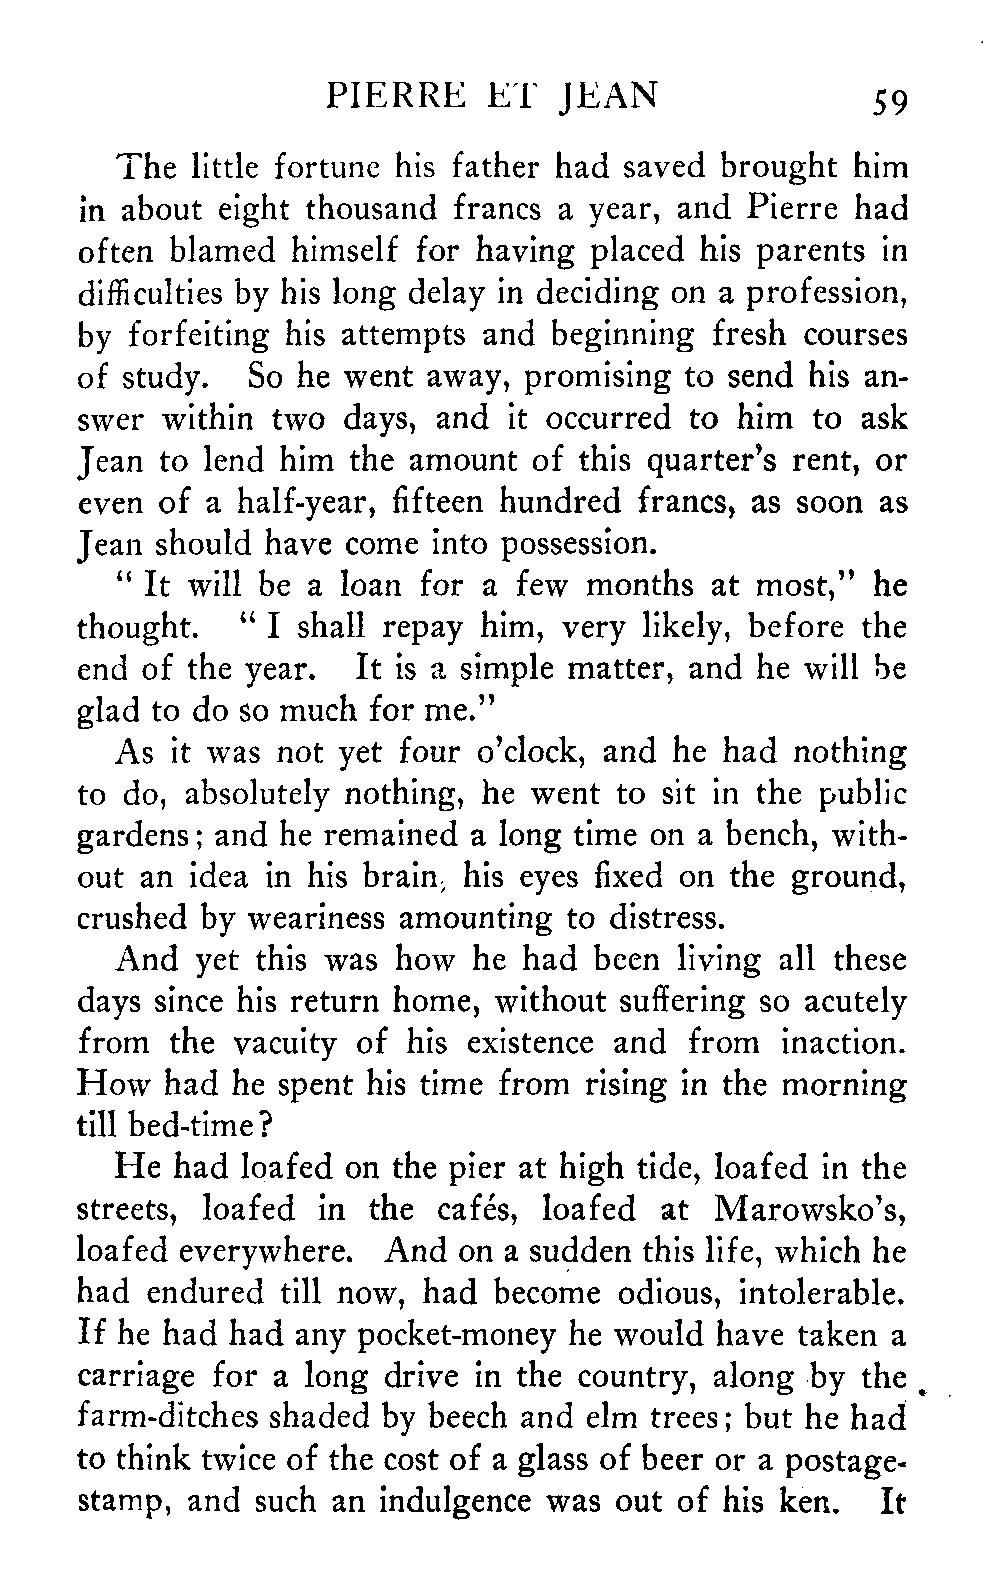 PIERRE ET JEAN 59
The little fortune his father had saved brought him
in about eight thousand francs a year, and Pierre had
often blamed himself for having placed his parents in
difficulties by his long delay in deciding on a profession,
by forfeiting his attempts and beginning fresh courses
of study. So he went away, promising to send his an-
swer within two days, and it occurred to him to ask
Jean to lend him the amount of this quarter's rent, or
even of a half-year, fifteen hundred francs, as soon as
Jean should have come into possession.
" It will be a loan for a few months at most," he
thought. " I shall repay him, very likely, before the
end of the year. It is a simple matter, and he will be
glad to do so much for me."
As it was not yet four o'clock, and he had nothing
to do, absolutely nothing, he went to sit in the public
gardens; and he remained a long time on a bench, with-
out an idea in his brain, his eyes fixed on the ground,
crushed by weariness amounting to distress.
And yet this was how he had been living all these
days since his return home, without suffering so acutely
from the vacuity of his existence and from inaction.
How had he spent his time from rising in the morning
till bed-time?
He had loafed on the pier at high tide, loafed in the
streets, loafed in the cafés, loafed at Marowsko's,
loafed everywhere. And on a sudden this life, which he
had endured till now, had become odious, intolerable.
If he had had any pocket-money he would have taken a
carriage for a long drive in the country, along by the
farm-ditches shaded by beech and elm trees; but he had
to think twice of the cost of a glass of beer or a postage-
stamp, and such an indulgence was out of his ken. It